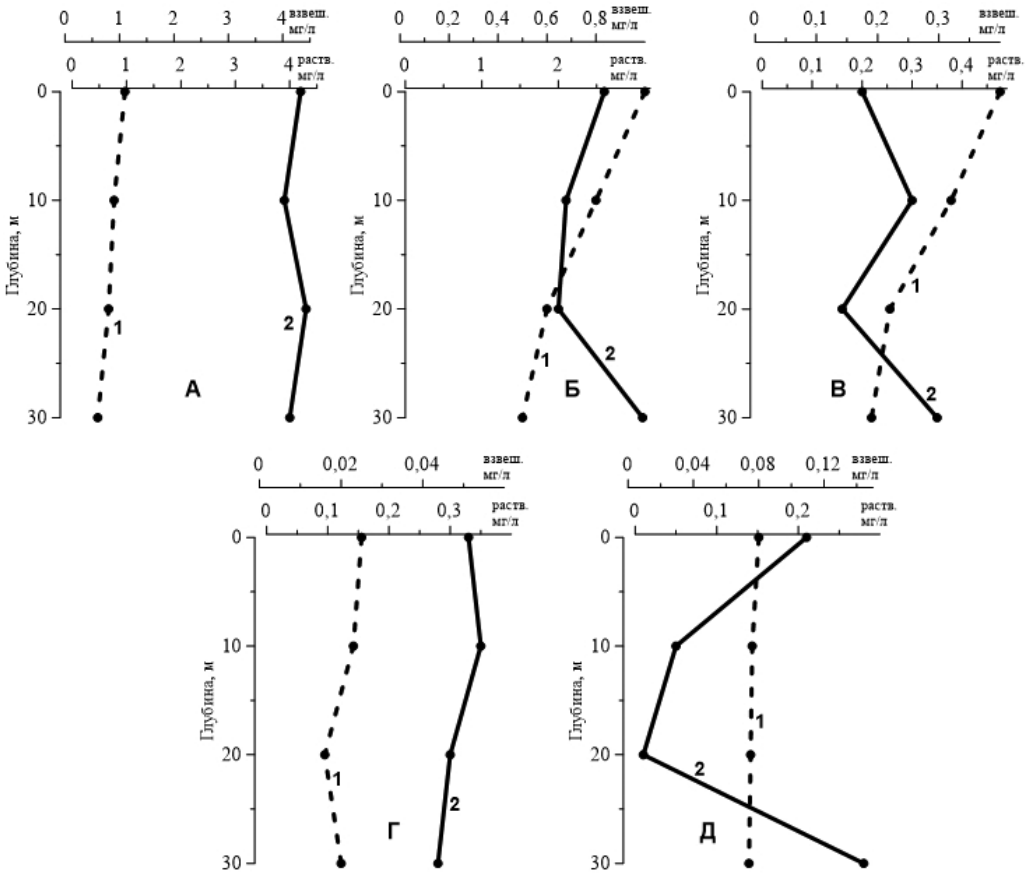 0 1 2 3 4 взвеш. мг/л
0 1 2 3 4 раств. мг/л
0
10
20
30
Глубина, м
1
2
А
0 0,2 0,4 0,6 0,8 взвеш. мг/л
0 1 2 раств. мг/л
0
10
20
30
Глубина, м
1
2
Б
0 0,1 0,2 0,3 взвеш. мг/л
0 0,1 0,2 0,3 0,4 раств. мг/л
0
10
20
30
Глубина, м
1
2
В
0 0,02 0,04 взвеш. мг/л
0 0,1 0,2 0,3 раств. мг/л
0
10
20
30
Глубина, м
1
2
Г
0 0,04 0,08 0,12 взвеш. мг/л
0 0,1 0,2 раств. мг/л
0
10
20
30
Глубина, м
1
2
Д